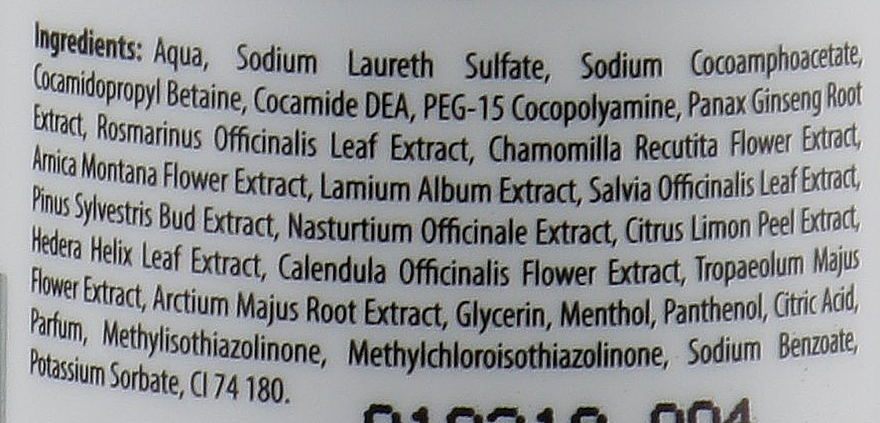 Ingredients: Aqua, Sodium Laureth Sulfate, Sodium Cocoamphoacetate,
Cocamidopropyl Betaine, Cocamide DEA, PEG-15 Cocopolyamine, Panax Ginseng Root
Extract, Rosmarinus Officinalis Leaf Extract, Chamomilla Recutita Flower Extract,
Arnica Montana Flower Extract, Lamium Album Extract, Salvia Officinalis Leaf Extract,
Pinus Sylvestris Bud Extract, Nasturtium Officinale Extract, Citrus Limon Peel Extract,
Hedera Helix Leaf Extract, Calendula Officinalis Flower Extract, Tropaeolum Majus
Flower Extract, Arctium Majus Root Extract, Glycerin, Menthol, Panthenol, Citric Acid,
Parfum, Methylisothiazolinone, Methylchloroisothiazolinone, Sodium Benzoate,
Potassium Sorbate, CI 74 180.